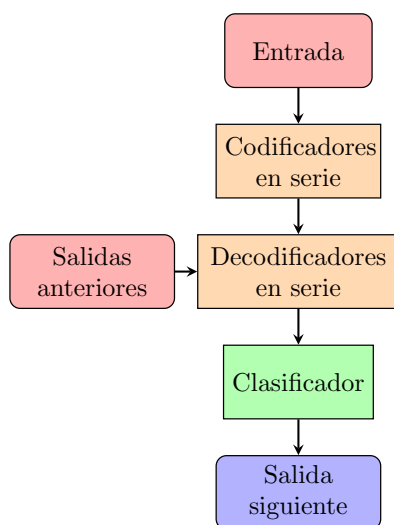 Entrada
Codificadores
en serie
Salidas
anteriores
Decodificadores
en serie
Clasificador
Salida
siguiente